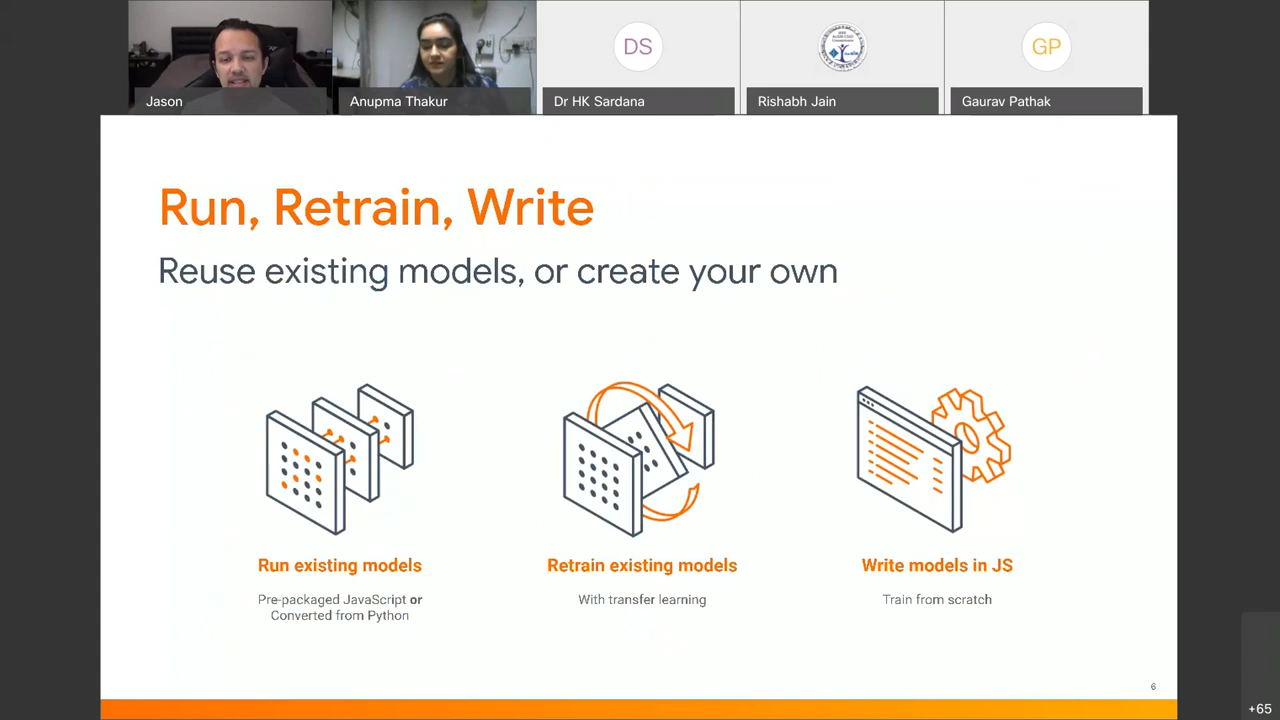 DS
GP
Jason
Anupma Thakur
Dr HK Sardana
Rishabh Jain
Gaurav Pathak
Run, Retrain, Write
Reuse existing models, or create your own
Run existing models
Pre-packaged JavaScript or
Converted from Python
Retrain existing models
With transfer learning
Write models in JS
Train from scratch
6
+65